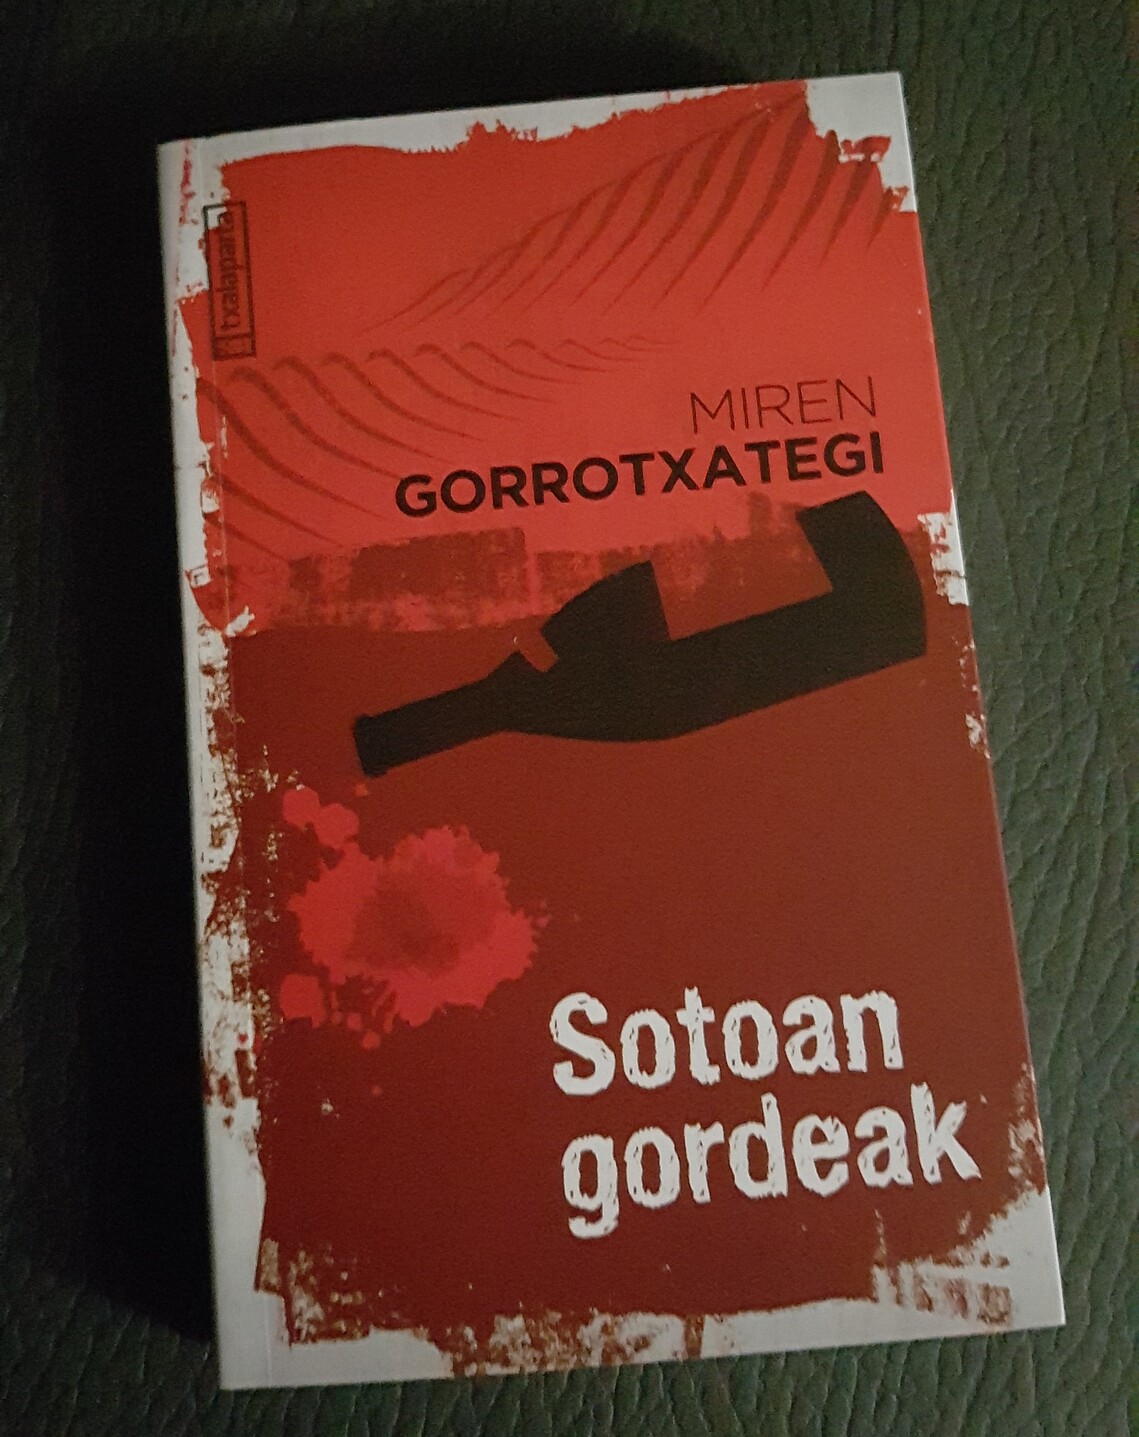 txalaparta
MIREN
GORROTXATEGI
Sotoan
gordeak